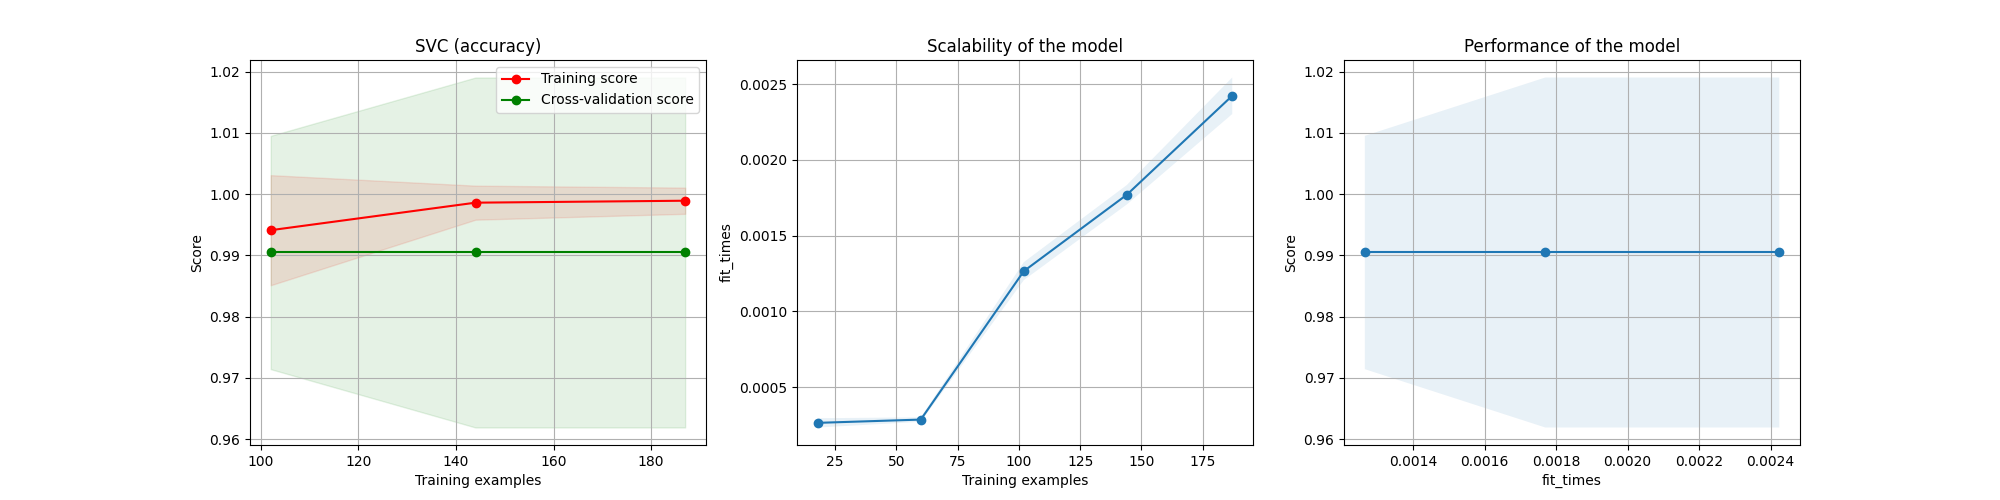 SVC (accuracy)
Training score
Cross-validation score
1.02
1.01
1.00
0.99
0.98
0.97
0.96
Score
100 120 140 160 180
Training examples
Scalability of the model
0.0025
0.0020
0.0015
0.0010
0.0005
fit_times
25 50 75 100 125 150 175
Training examples
Performance of the model
1.02
1.01
1.00
0.99
0.98
0.97
0.96
Score
0.0014 0.0016 0.0018 0.0020 0.0022 0.0024
fit_times